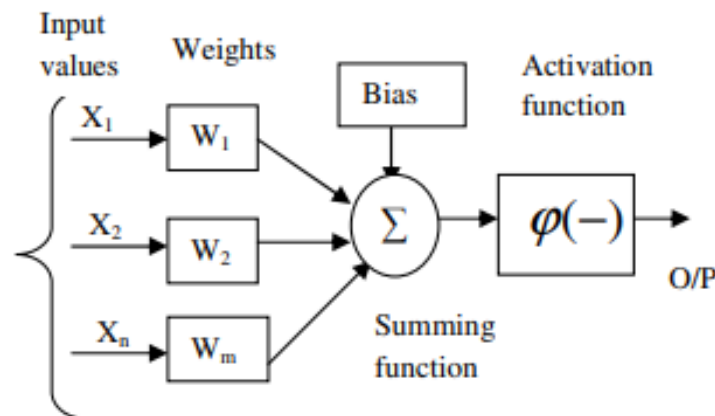 Input
values
Weights
Bias
Activation
function
X₁
W₁
X₂
W₂
Σ
φ(−)
O/P
Xₙ
Wₘ
Summing
function